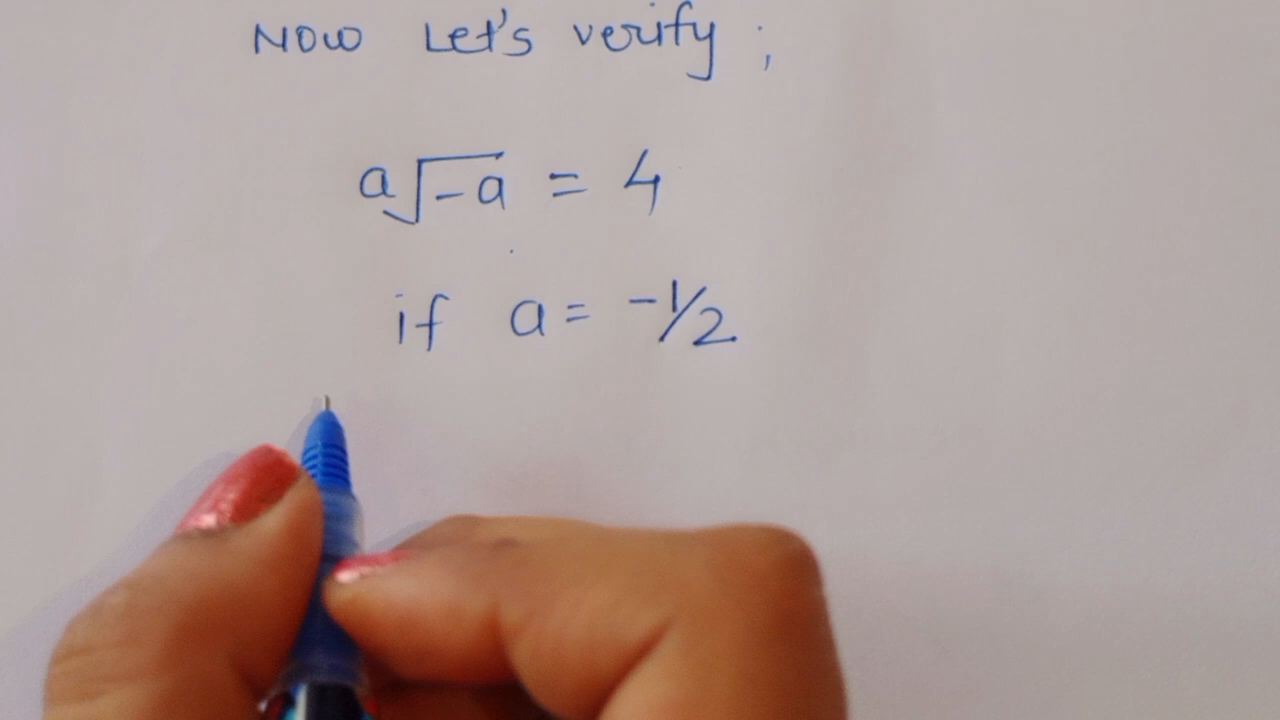 Now Let's verify ;
a√-a = 4
if a = -1/2